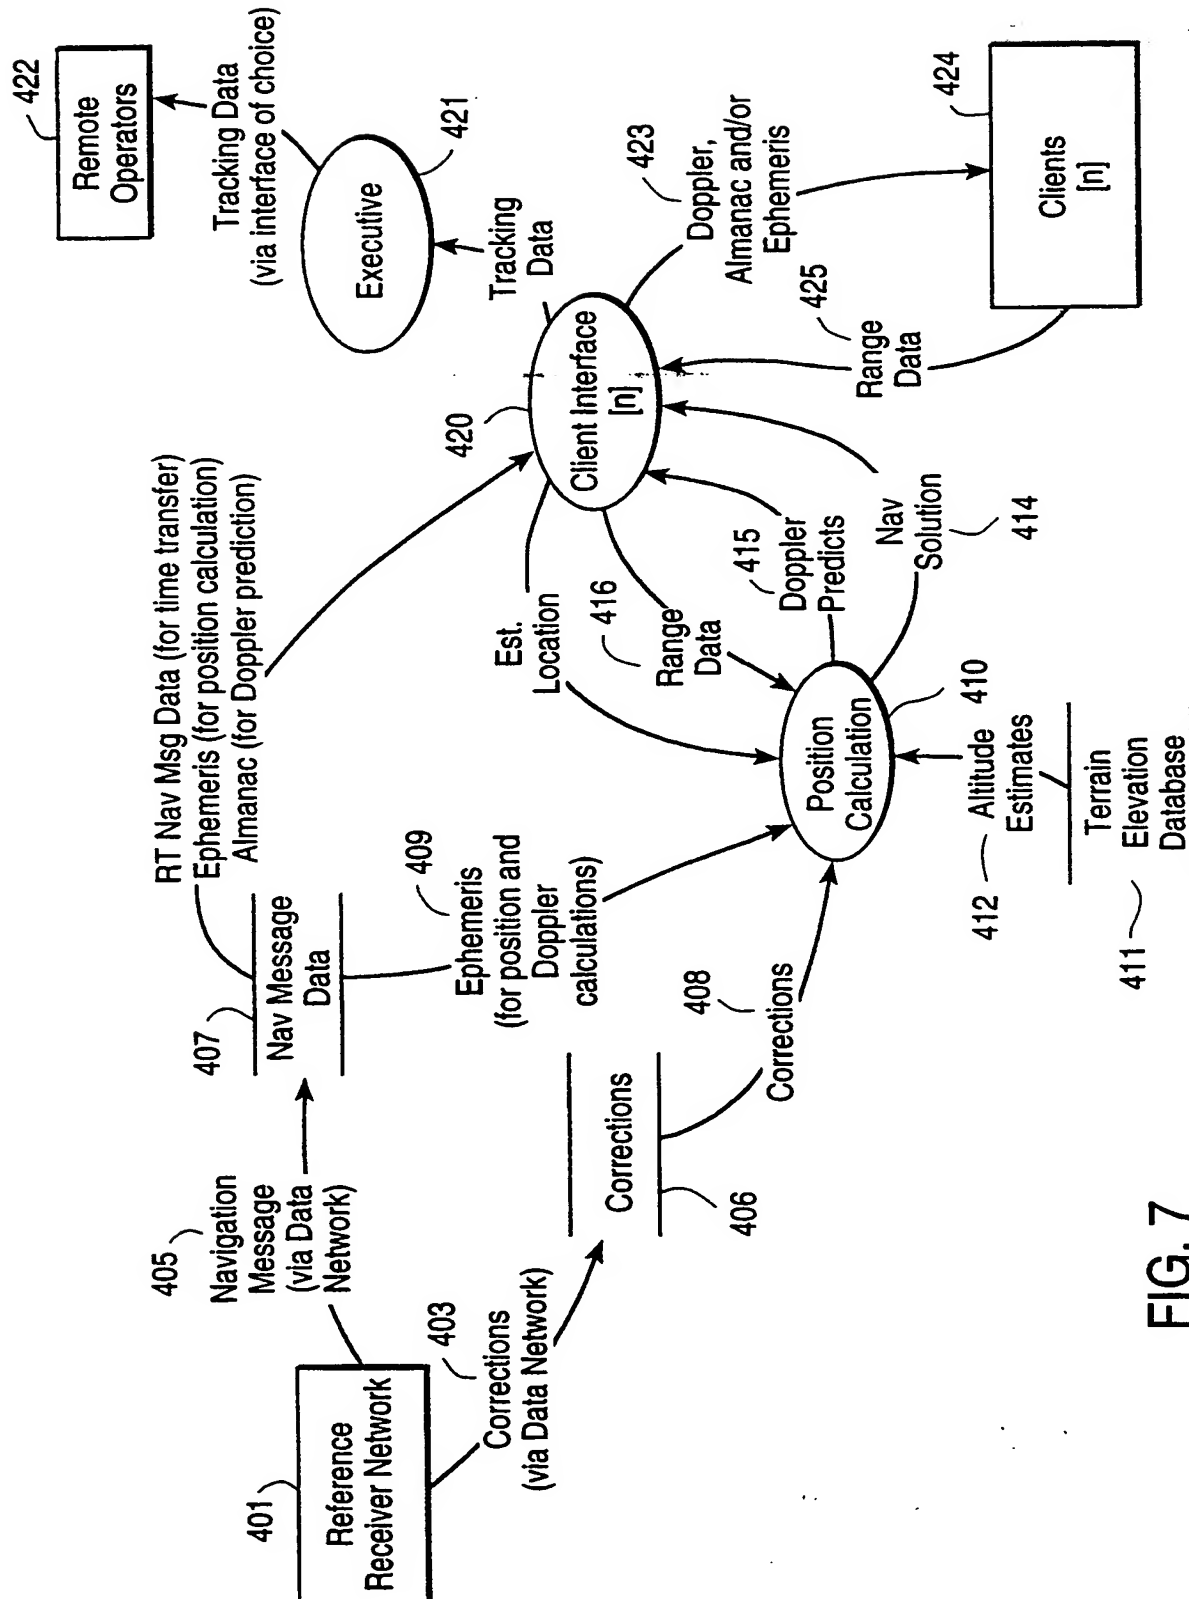 401
Reference
Receiver Network
405
Navigation
Message
(via Data
Network)
403
Corrections
(via Data Network)
407
Nav Message
Data
RT Nav Msg Data (for time transfer)
Ephemeris (for position calculation)
Almanac (for Doppler prediction)
409
Ephemeris
(for position and
Doppler
calculations)
Corrections
406
408
Corrections
Position
Calculation
410
412
Altitude
Estimates
411
Terrain
Elevation
Database
Est.
Location
416
Range
Data
415
Doppler
Predicts
Nav
Solution
414
420
Client Interface
[n]
Tracking
Data
Executive
421
Tracking Data
(via interface of choice)
422
Remote
Operators
423
Doppler,
Almanac and/or
Ephemeris
425
Range
Data
424
Clients
[n]
FIG. 7